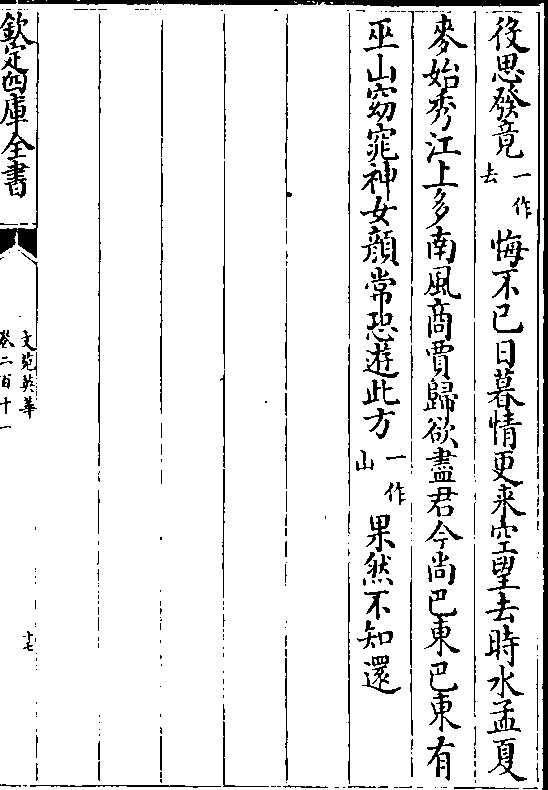 後思發竟一作去悔不已日暮情更来空望去時水孟夏
麥始秀江上多南風商賈歸欲盡君今尚巴東巴東有
巫山窈窕神女顔常恐遊此方一作山果然不知還
欽定四庫全書
文苑英華
卷二百十一
十七